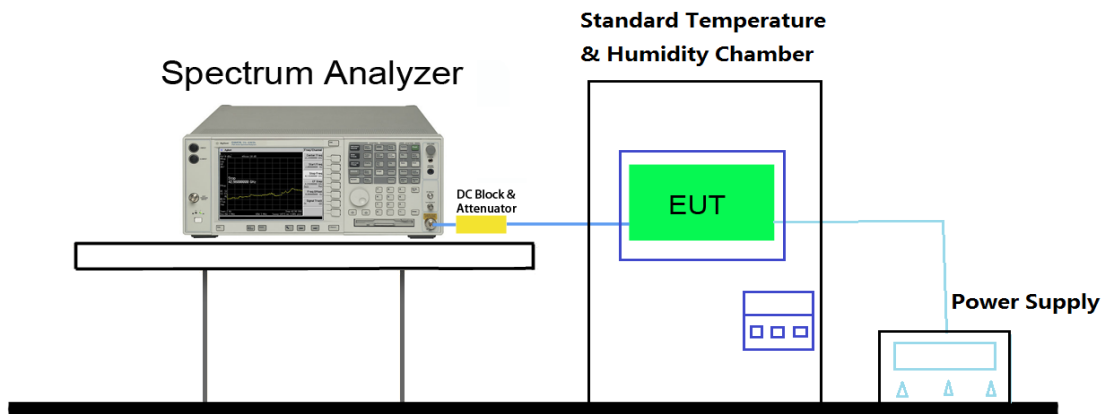 Standard Temperature
& Humidity Chamber
Spectrum Analyzer
DC Block &
Attenuator
EUT
Power Supply